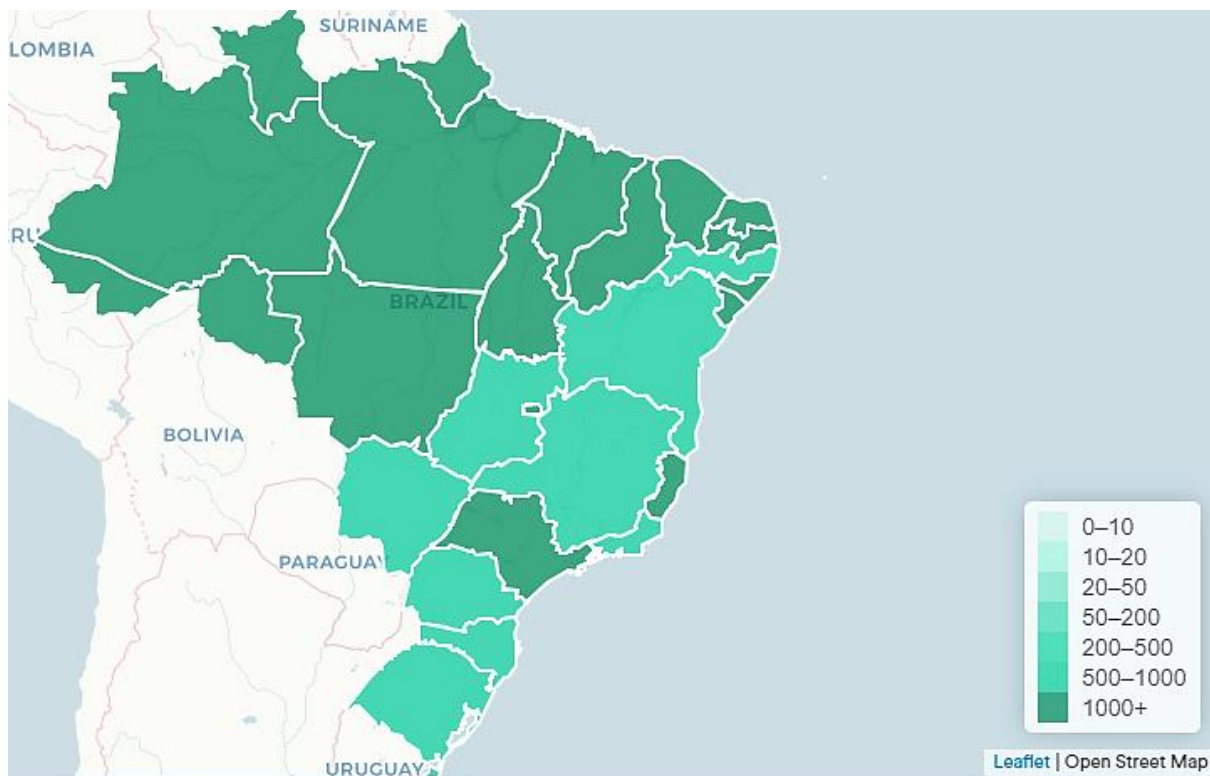 SURINAME
LOMBIA
RU
BRAZIL
BOLIVIA
PARAGUAY
URUGUAY
0–10
10–20
20–50
50–200
200–500
500–1000
1000+
Leaflet | Open Street Map